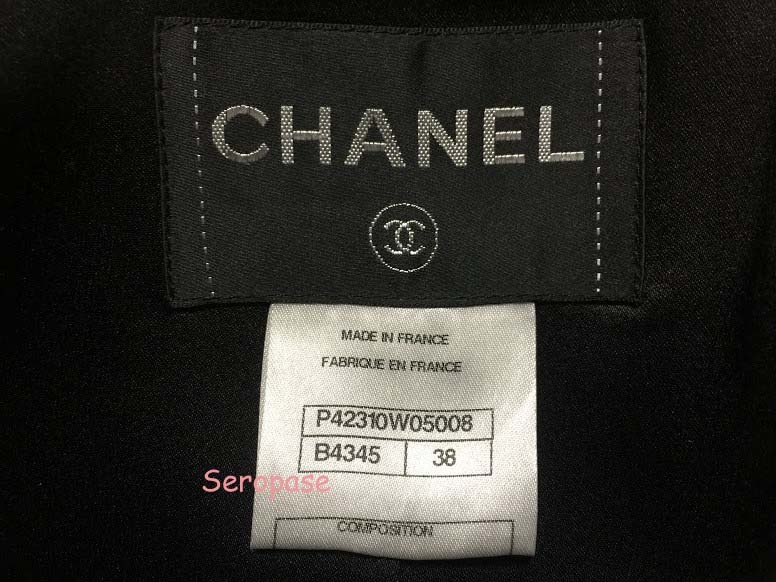 CHANEL
MADE IN FRANCE
FABRIQUE EN FRANCE
P42310W05008
B4345 38
Seropase
COMPOSITION